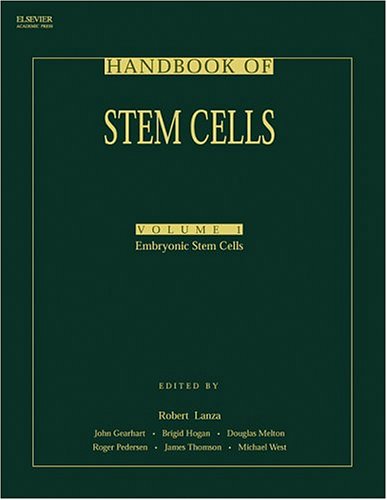 ELSEVIER
ACADEMIC PRESS
HANDBOOK OF
STEM CELLS
VOLUME I
Embryonic Stem Cells
EDITED BY
Robert Lanza
John Gearhart • Brigid Hogan • Douglas Melton
Roger Pedersen • James Thomson • Michael West